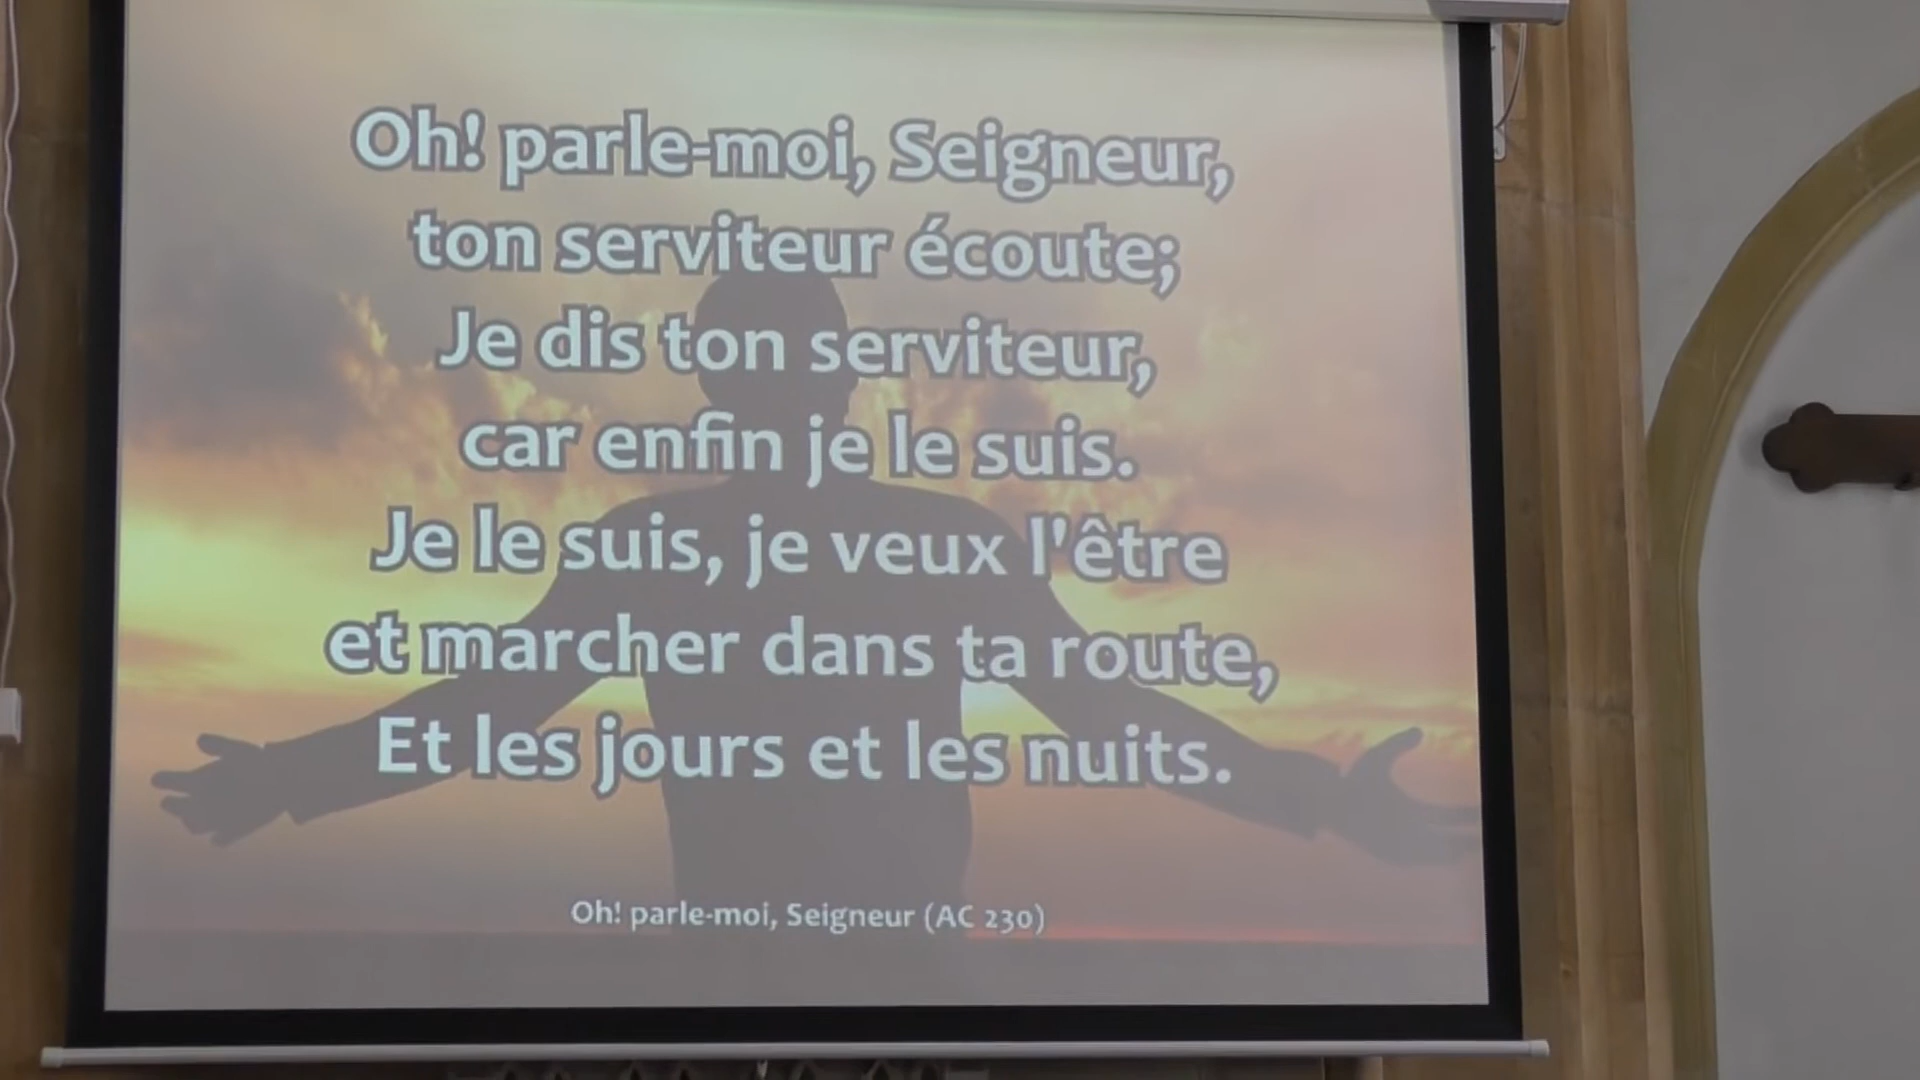 Oh! parle-moi, Seigneur,
ton serviteur écoute;
Je dis ton serviteur,
car enfin je le suis.
Je le suis, je veux l'être
et marcher dans ta route,
Et les jours et les nuits.
Oh! parle-moi, Seigneur (AC 230)